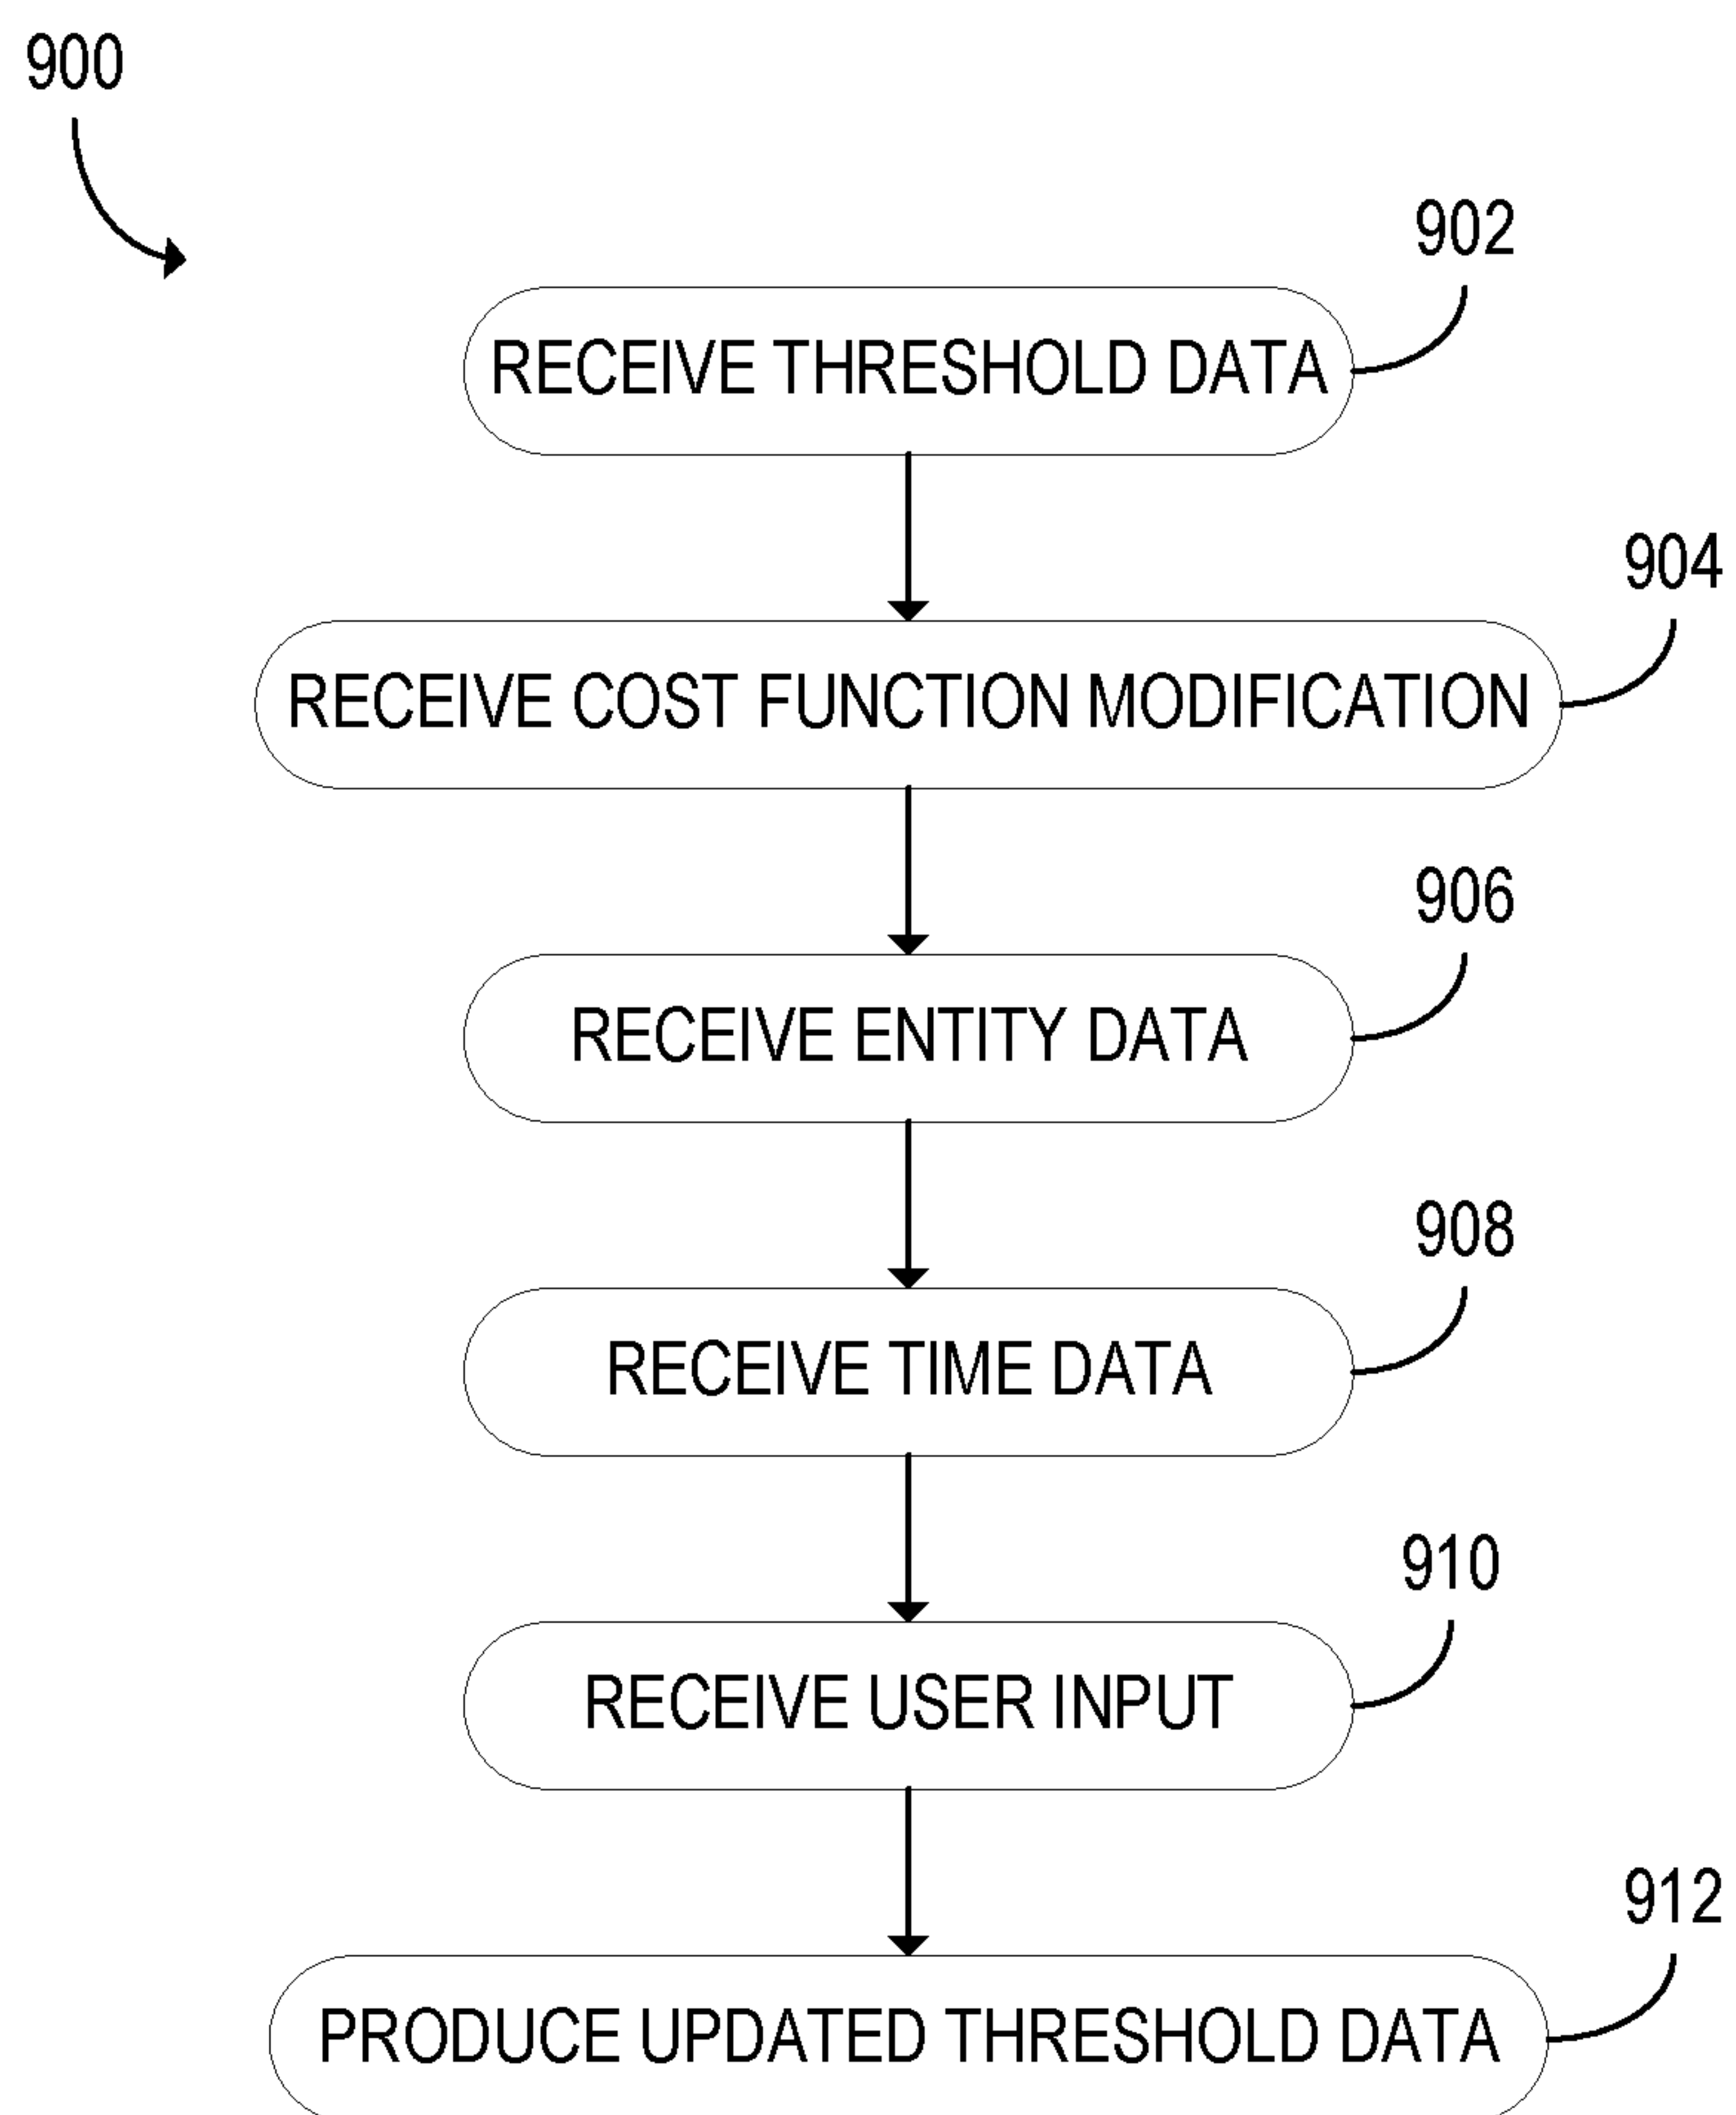 900
902
RECEIVE THRESHOLD DATA
904
RECEIVE COST FUNCTION MODIFICATION
906
RECEIVE ENTITY DATA
908
RECEIVE TIME DATA
910
RECEIVE USER INPUT
912
PRODUCE UPDATED THRESHOLD DATA